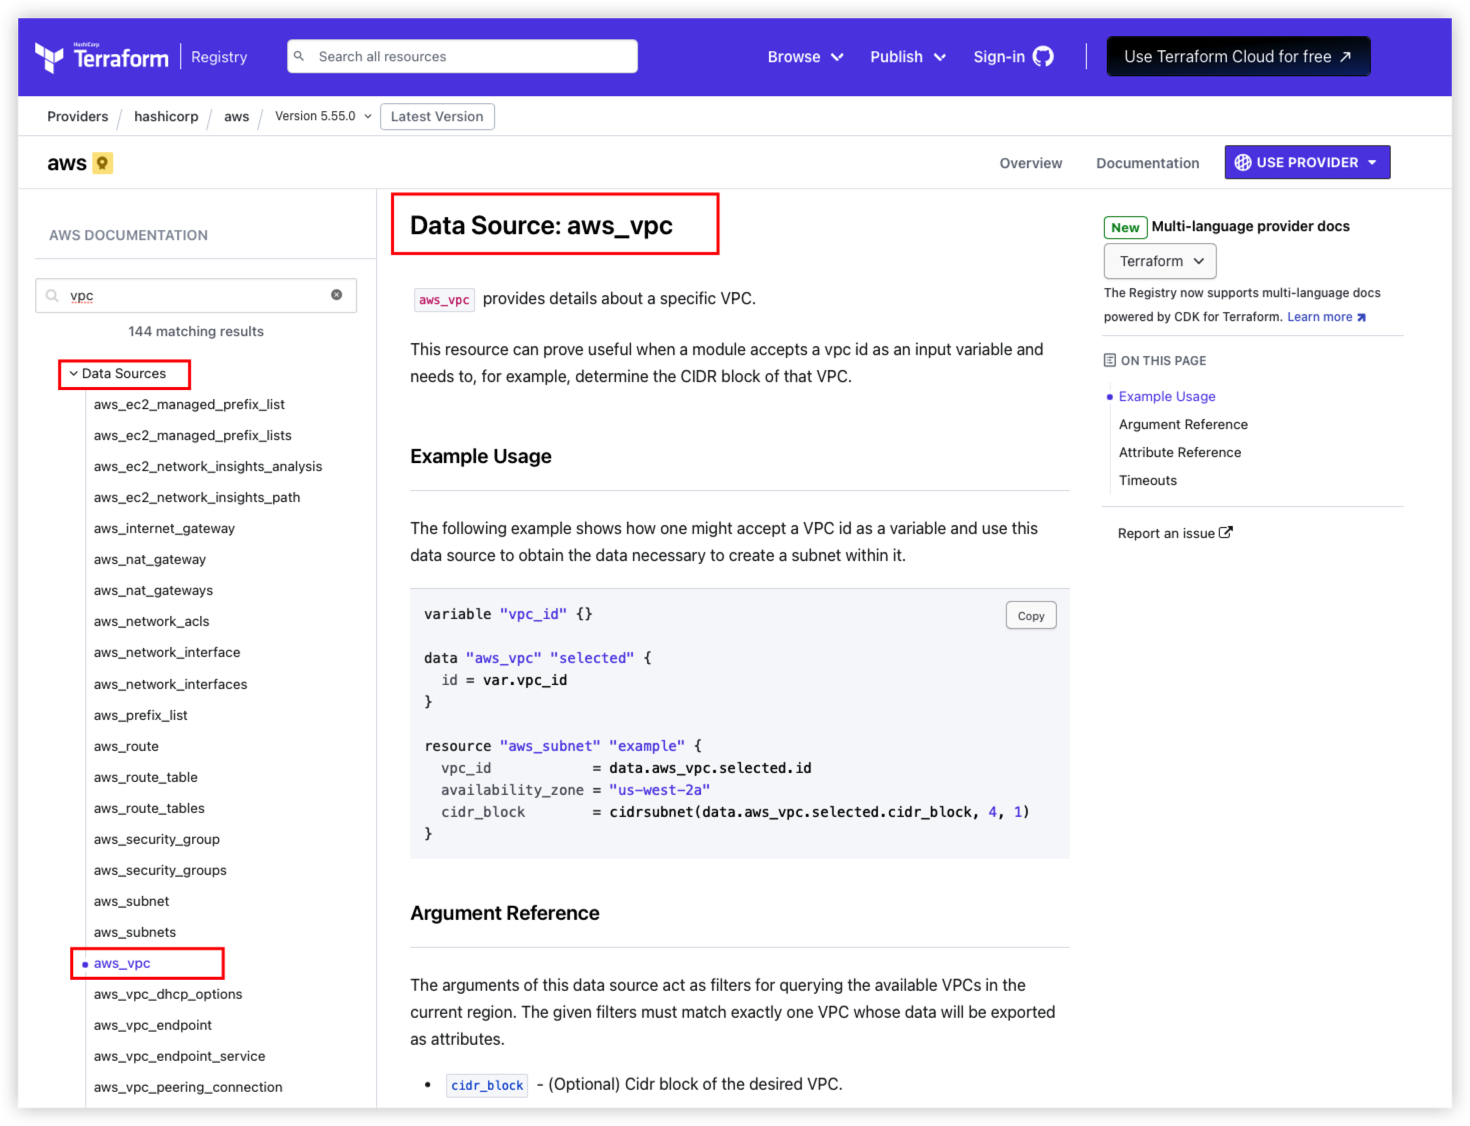 HashiCorp
Terraform
Registry
Search all resources
Browse
Publish
Sign-in
Use Terraform Cloud for free
Providers / hashicorp / aws / Version 5.55.0
Latest Version
aws
Overview
Documentation
USE PROVIDER
AWS DOCUMENTATION
vpc
144 matching results
Data Sources
aws_ec2_managed_prefix_list
aws_ec2_managed_prefix_lists
aws_ec2_network_insights_analysis
aws_ec2_network_insights_path
aws_internet_gateway
aws_nat_gateway
aws_nat_gateways
aws_network_acls
aws_network_interface
aws_network_interfaces
aws_prefix_list
aws_route
aws_route_table
aws_route_tables
aws_security_group
aws_security_groups
aws_subnet
aws_subnets
aws_vpc
aws_vpc_dhcp_options
aws_vpc_endpoint
aws_vpc_endpoint_service
aws_vpc_peering_connection
Data Source: aws_vpc
aws_vpc provides details about a specific VPC.
This resource can prove useful when a module accepts a vpc id as an input variable and
needs to, for example, determine the CIDR block of that VPC.
Example Usage
The following example shows how one might accept a VPC id as a variable and use this
data source to obtain the data necessary to create a subnet within it.
Copy
variable "vpc_id" {}
data "aws_vpc" "selected" {
  id = var.vpc_id
}
resource "aws_subnet" "example" {
  vpc_id            = data.aws_vpc.selected.id
  availability_zone = "us-west-2a"
  cidr_block        = cidrsubnet(data.aws_vpc.selected.cidr_block, 4, 1)
}
Argument Reference
The arguments of this data source act as filters for querying the available VPCs in the
current region. The given filters must match exactly one VPC whose data will be exported
as attributes.
• cidr_block - (Optional) Cidr block of the desired VPC.
New Multi-language provider docs
Terraform
The Registry now supports multi-language docs
powered by CDK for Terraform. Learn more
ON THIS PAGE
Example Usage
Argument Reference
Attribute Reference
Timeouts
Report an issue